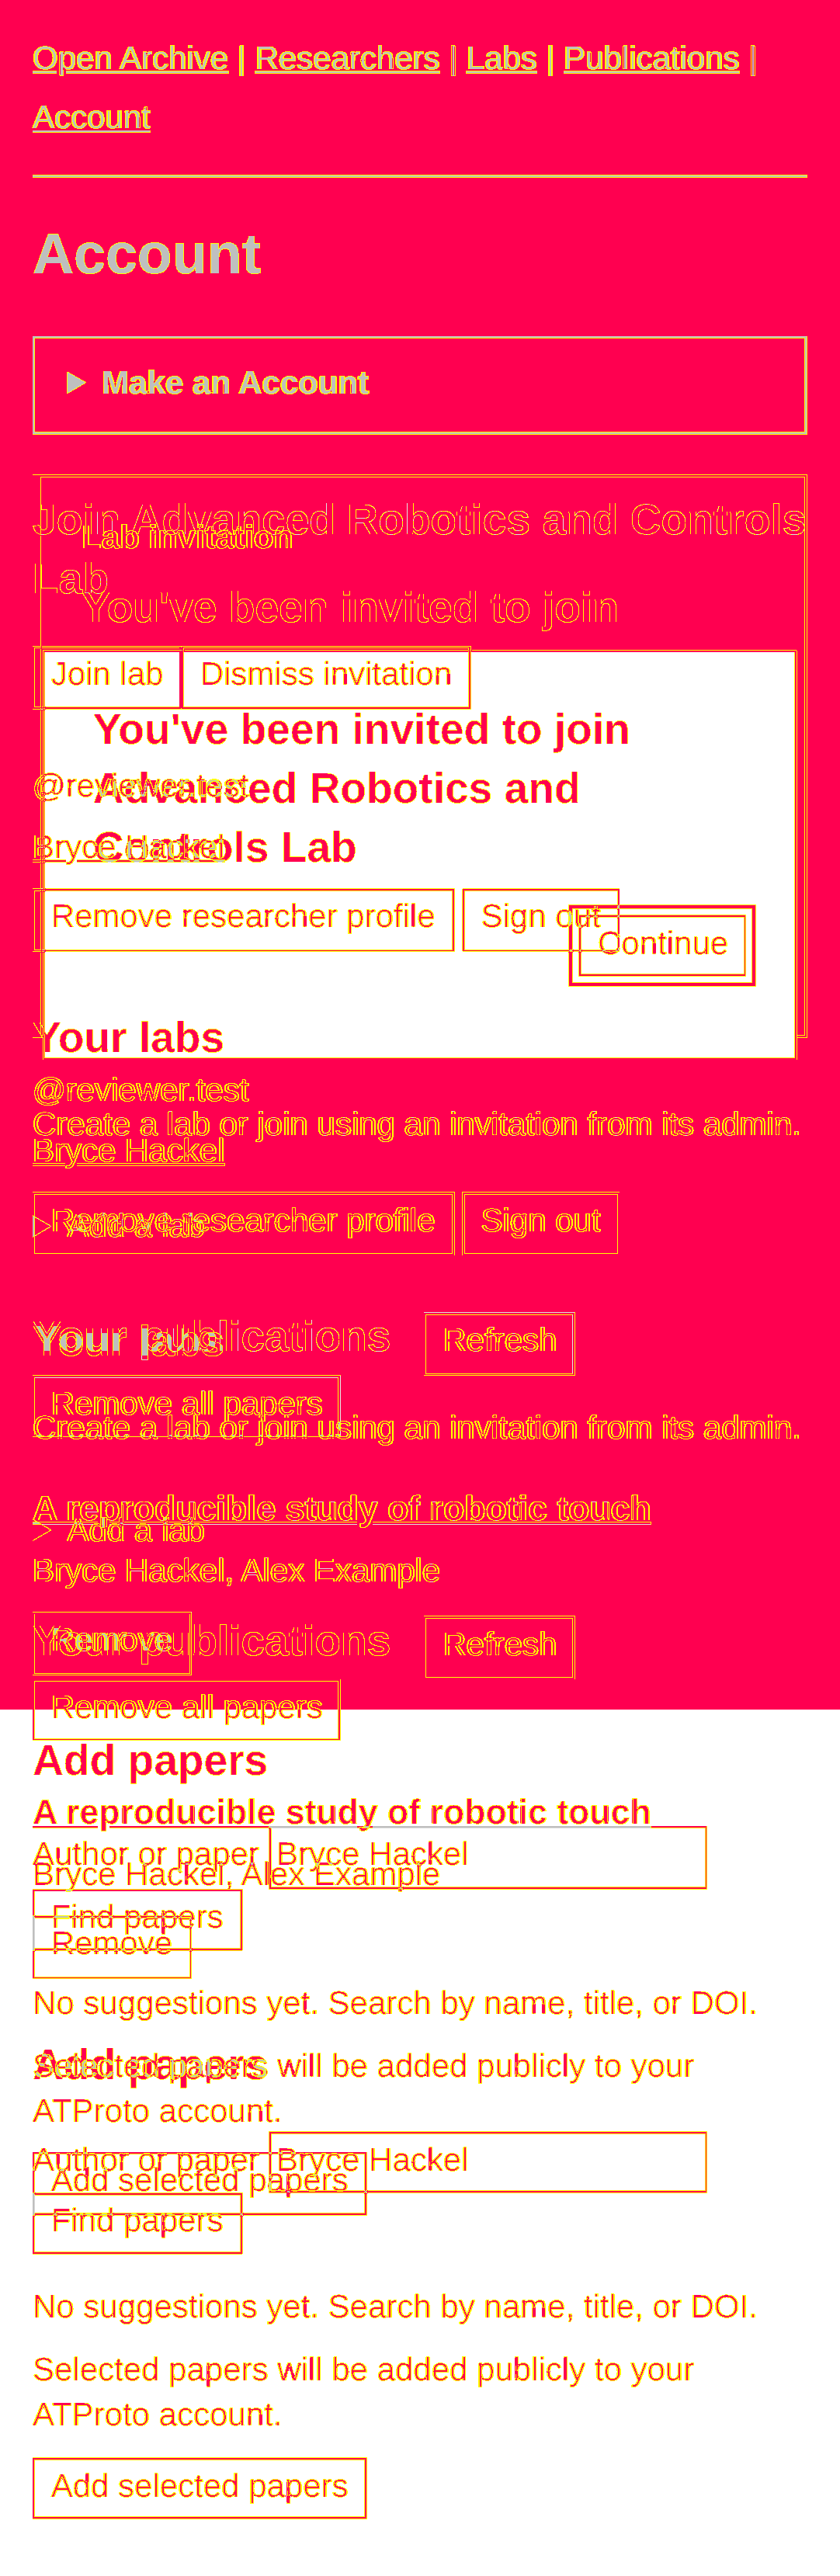 Open Archive | Researchers | Labs | Publications |
Account
Account
Make an Account
Join Advanced Robotics and Controls
Lab invitation
Lab
You've been invited to join
Join lab Dismiss invitation
You've been invited to join
@reviewer.test
Advanced Robotics and
Bryce Hackel
Controls Lab
Remove researcher profile Sign out
Continue
Your labs
@reviewer.test
Create a lab or join using an invitation from its admin.
Bryce Hackel
Remove researcher profile Sign out
Add a lab
Your publications Refresh
Your labs
Remove all papers
Create a lab or join using an invitation from its admin.
A reproducible study of robotic touch
Add a lab
Bryce Hackel, Alex Example
Remove
Your publications Refresh
Remove all papers
Add papers
A reproducible study of robotic touch
Author or paper Bryce Hackel
Bryce Hackel, Alex Example
Find papers
Remove
No suggestions yet. Search by name, title, or DOI.
Add papers
Selected papers will be added publicly to your
ATProto account.
Author or paper Bryce Hackel
Add selected papers
Find papers
No suggestions yet. Search by name, title, or DOI.
Selected papers will be added publicly to your
ATProto account.
Add selected papers